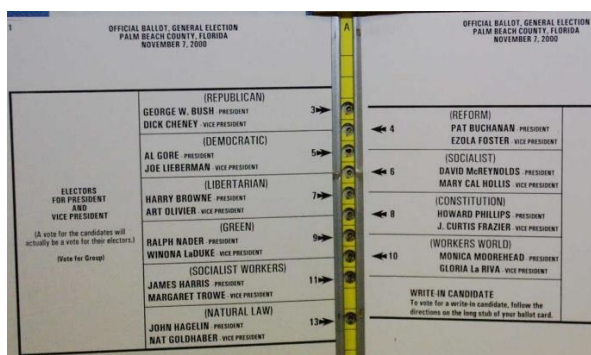 1
OFFICIAL BALLOT, GENERAL ELECTION
PALM BEACH COUNTY, FLORIDA
NOVEMBER 7, 2000
ELECTORS
FOR PRESIDENT
AND
VICE PRESIDENT
(A vote for the candidates will
actually be a vote for their electors.)
(Vote for Group)
(REPUBLICAN)
GEORGE W. BUSH - PRESIDENT 3
DICK CHENEY - VICE PRESIDENT
(DEMOCRATIC)
AL GORE - PRESIDENT 5
JOE LIEBERMAN - VICE PRESIDENT
(LIBERTARIAN)
HARRY BROWNE - PRESIDENT 7
ART OLIVIER - VICE PRESIDENT
(GREEN)
RALPH NADER - PRESIDENT 9
WINONA LaDUKE - VICE PRESIDENT
(SOCIALIST WORKERS)
JAMES HARRIS - PRESIDENT 11
MARGARET TROWE - VICE PRESIDENT
(NATURAL LAW)
JOHN HAGELIN - PRESIDENT 13
NAT GOLDHABER - VICE PRESIDENT
A
OFFICIAL BALLOT, GENERAL ELECTION
PALM BEACH COUNTY, FLORIDA
NOVEMBER 7, 2000
(REFORM)
4 PAT BUCHANAN - PRESIDENT
EZOLA FOSTER - VICE PRESIDENT
(SOCIALIST)
6 DAVID McREYNOLDS - PRESIDENT
MARY CAL HOLLIS - VICE PRESIDENT
(CONSTITUTION)
8 HOWARD PHILLIPS - PRESIDENT
J. CURTIS FRAZIER - VICE PRESIDENT
(WORKERS WORLD)
10 MONICA MOOREHEAD - PRESIDENT
GLORIA La RIVA - VICE PRESIDENT
WRITE-IN CANDIDATE
To vote for a write-in candidate, follow the
directions on the long stub of your ballot card.